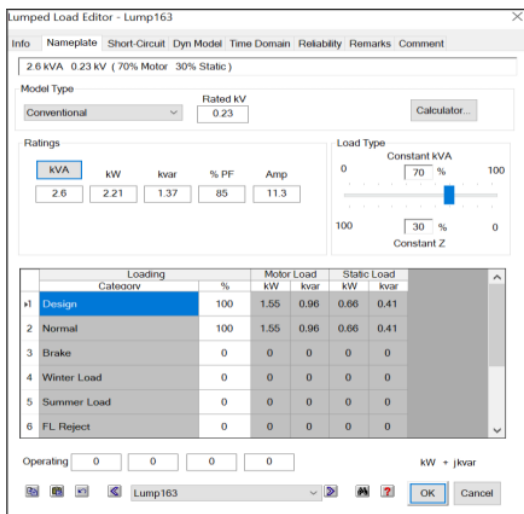 Lumped Load Editor - Lump163
Info Nameplate Short-Circuit Dyn Model Time Domain Reliability Remarks Comment
2.6 kVA 0.23 kV ( 70% Motor 30% Static )
Model Type
Rated kV
Conventional 0.23 Calculator...
Ratings
kVA kW kvar % PF Amp
2.6 2.21 1.37 85 11.3
Load Type
Constant kVA
0 70 % 100
100 30 % 0
Constant Z
Loading Motor Load Static Load
Category % kW kvar kW kvar
1 Design 100 1.55 0.96 0.66 0.41
2 Normal 100 1.55 0.96 0.66 0.41
3 Brake 0 0 0 0 0
4 Winter Load 0 0 0 0 0
5 Summer Load 0 0 0 0 0
6 FL Reject 0 0 0 0 0
Operating 0 0 0 0 kW + jkvar
Lump163 ? OK Cancel